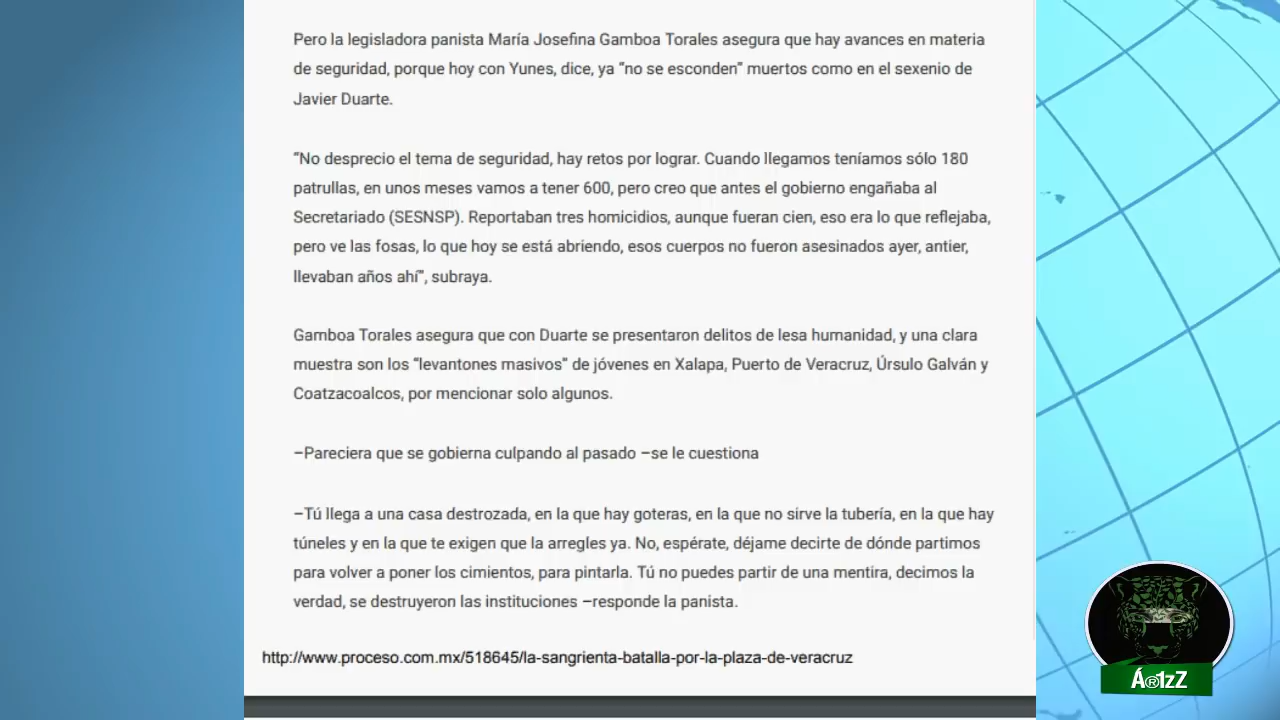 Pero la legisladora panista María Josefina Gamboa Torales asegura que hay avances en materia
de seguridad, porque hoy con Yunes, dice, ya “no se esconden” muertos como en el sexenio de
Javier Duarte.
“No desprecio el tema de seguridad, hay retos por lograr. Cuando llegamos teníamos sólo 180
patrullas, en unos meses vamos a tener 600, pero creo que antes el gobierno engañaba al
Secretariado (SESNSP). Reportaban tres homicidios, aunque fueran cien, eso era lo que reflejaba,
pero ve las fosas, lo que hoy se está abriendo, esos cuerpos no fueron asesinados ayer, antier,
llevaban años ahí”, subraya.
Gamboa Torales asegura que con Duarte se presentaron delitos de lesa humanidad, y una clara
muestra son los “levantones masivos” de jóvenes en Xalapa, Puerto de Veracruz, Úrsulo Galván y
Coatzacoalcos, por mencionar solo algunos.
–Pareciera que se gobierna culpando al pasado –se le cuestiona
–Tú llega a una casa destrozada, en la que hay goteras, en la que no sirve la tubería, en la que hay
túneles y en la que te exigen que la arregles ya. No, espérate, déjame decirte de dónde partimos
para volver a poner los cimientos, para pintarla. Tú no puedes partir de una mentira, decimos la
verdad, se destruyeron las instituciones –responde la panista.
http://www.proceso.com.mx/518645/la-sangrienta-batalla-por-la-plaza-de-veracruz
Á®1zZ